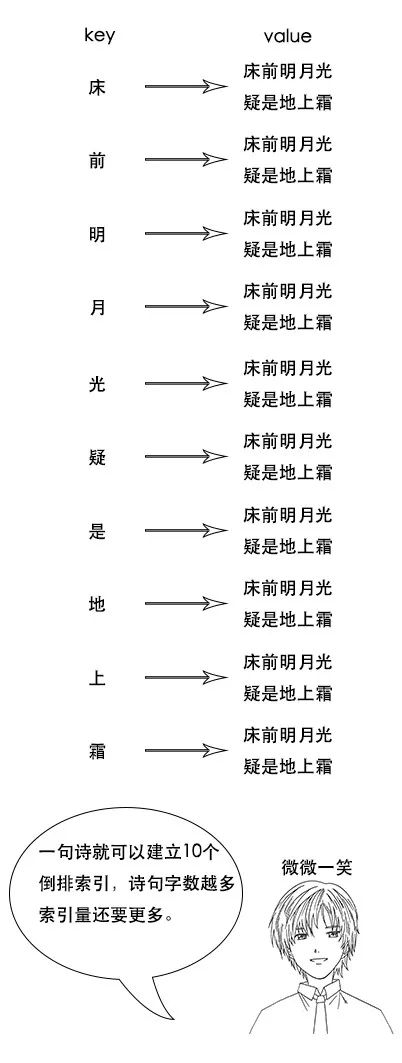 key value
床 床前明月光
疑是地上霜
前 床前明月光
疑是地上霜
明 床前明月光
疑是地上霜
月 床前明月光
疑是地上霜
光 床前明月光
疑是地上霜
疑 床前明月光
疑是地上霜
是 床前明月光
疑是地上霜
地 床前明月光
疑是地上霜
上 床前明月光
疑是地上霜
霜 床前明月光
疑是地上霜
一句诗就可以建立10个
倒排索引，诗句字数越多
索引量还要更多。
微微一笑